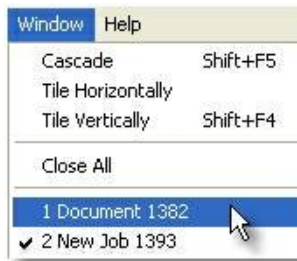 Window Help
Cascade Shift+F5
Tile Horizontally
Tile Vertically Shift+F4
Close All
1 Document 1382
✔ 2 New Job 1393